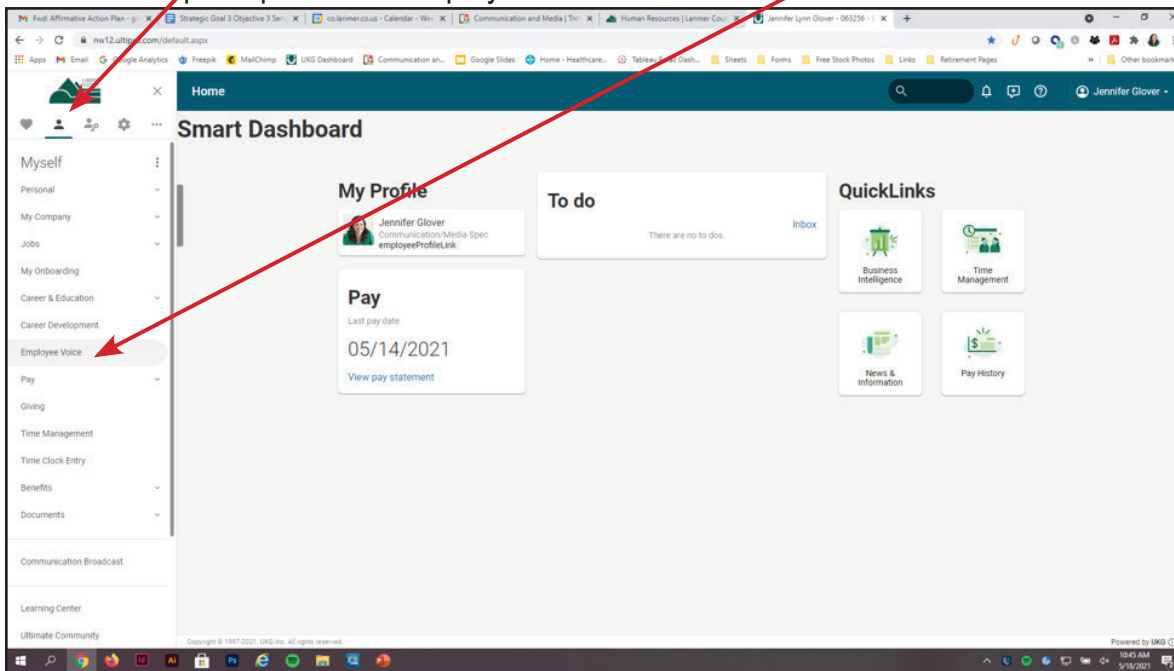 Fwd: Affirmative Action Plan - gl
Strategic Goal 3 Objective 3 Serv
co.larimer.co.us - Calendar - We
Communication and Media | Trel
Human Resources | Larimer Cou
Jennifer Lynn Glover - 063256 -
default.aspx
Apps
Email
Google Analytics
Freepik
MailChimp
UKG Dashboard
Communication an...
Google Slides
Home - Healthcare...
Sheets
Forms
Free Stock Photos
Links
Retirement Pages
Other bookmark
Home
Jennifer Glover
Smart Dashboard
Myself
Personal
My Company
Jobs
My Onboarding
Career & Education
Career Development
Employee Voice
Pay
Giving
Time Management
Time Clock Entry
Benefits
Documents
Communication Broadcast
Learning Center
Ultimate Community
My Profile
Jennifer Glover
Communication/Media Spec
employeeProfileLink
Pay
Last pay date
05/14/2021
View pay statement
To do
Inbox
There are no to dos.
QuickLinks
Business
Intelligence
Time
Management
News &
Information
Pay History
Copyright © 1997-2021. UKG Inc. All rights reserved.
Powered by UKG
10:45 AM
5/18/2021